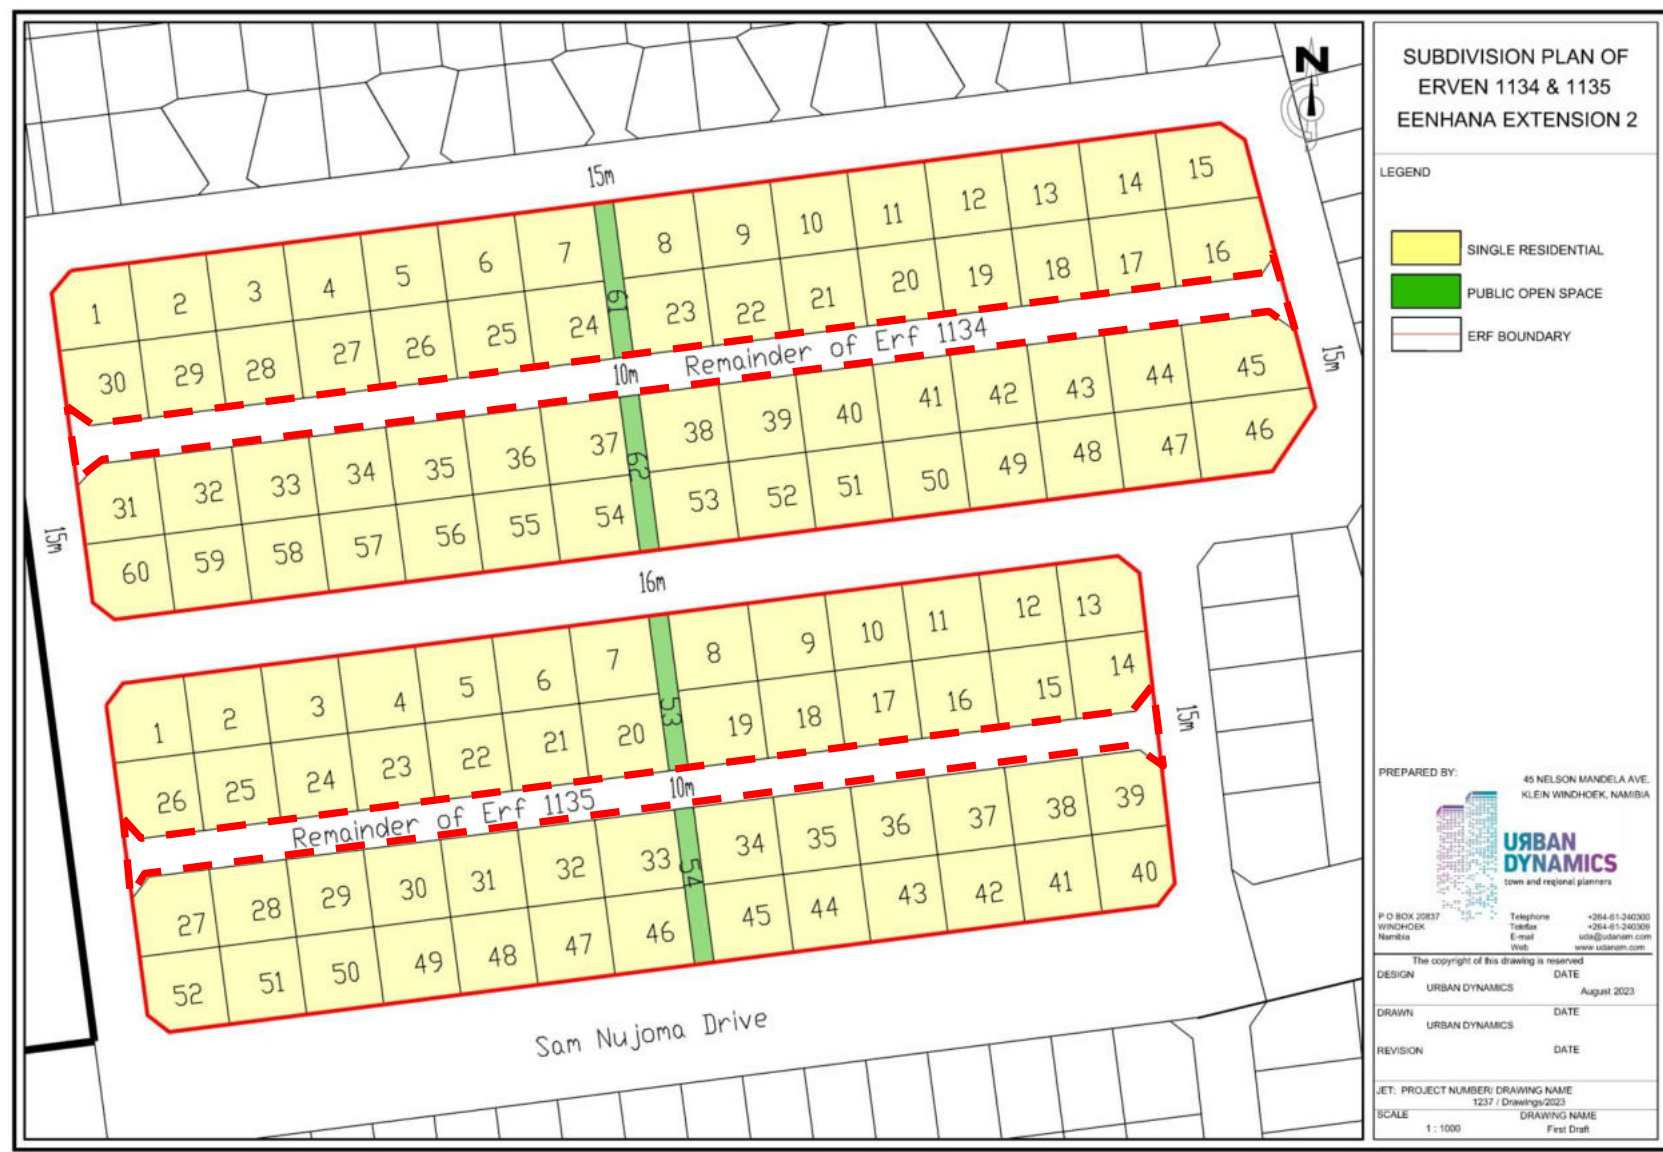 SUBDIVISION PLAN OF
ERVEN 1134 & 1135
EENHANA EXTENSION 2
LEGEND
SINGLE RESIDENTIAL
PUBLIC OPEN SPACE
ERF BOUNDARY
N
15m
1 2 3 4 5 6 7 8 9 10 11 12 13 14 15
30 29 28 27 26 25 24 61 23 22 21 20 19 18 17 16
Remainder of Erf 1134
10m
15m
31 32 33 34 35 36 37 62 38 39 40 41 42 43 44 45
60 59 58 57 56 55 54 53 52 51 50 49 48 47 46
15m
16m
1 2 3 4 5 6 7 8 9 10 11 12 13
26 25 24 23 22 21 20 53 19 18 17 16 15 14
15m
Remainder of Erf 1135
10m
27 28 29 30 31 32 33 54 34 35 36 37 38 39
52 51 50 49 48 47 46 45 44 43 42 41 40
Sam Nujoma Drive
PREPARED BY:
45 NELSON MANDELA AVE.
KLEIN WINDHOEK, NAMIBIA
URBAN
DYNAMICS
town and regional planners
P O BOX 20837
WINDHOEK
Namibia
Telephone +264-61-240300
Telefax +264-61-240309
E-mail uda@udanam.com
Web www.udanam.com
The copyright of this drawing is reserved
DESIGN DATE
URBAN DYNAMICS August 2023
DRAWN DATE
URBAN DYNAMICS
REVISION DATE
JET: PROJECT NUMBER/ DRAWING NAME
1237 / Drawings/2023
SCALE DRAWING NAME
1 : 1000 First Draft